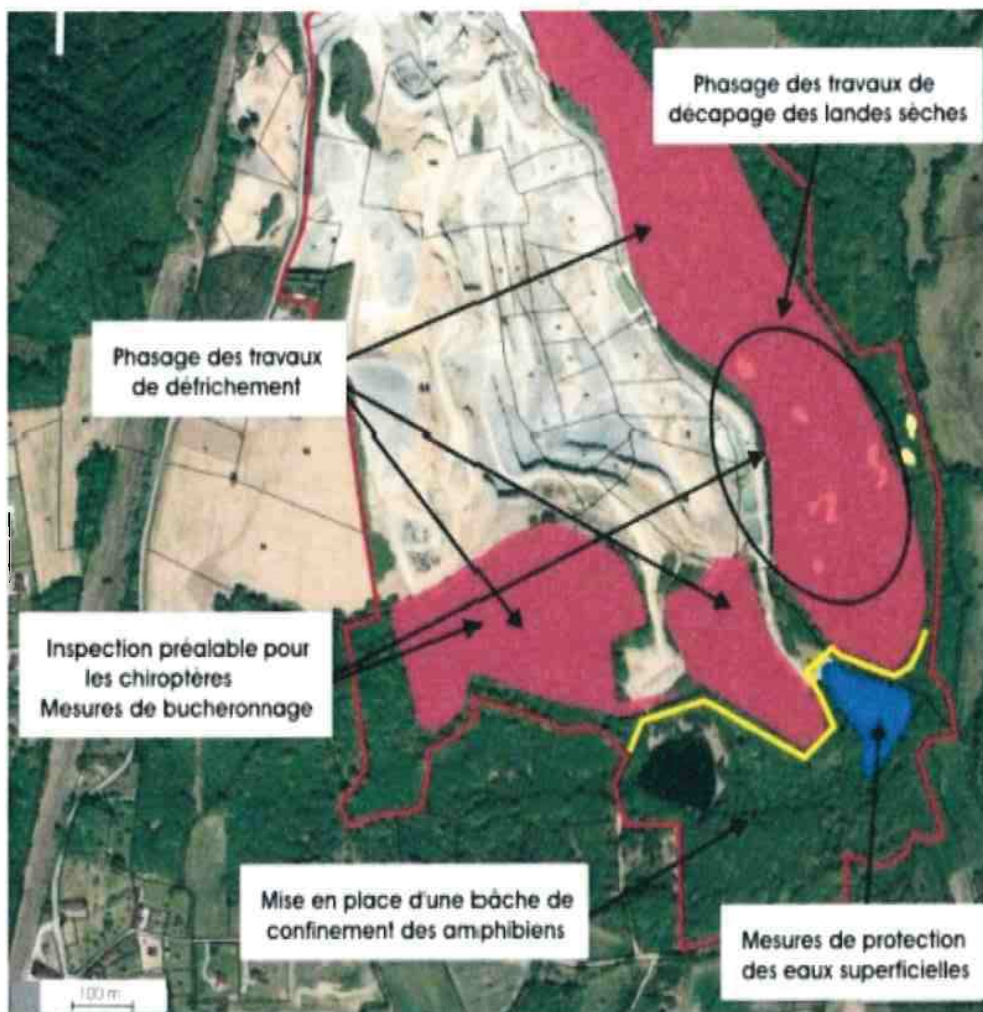 Phasage des travaux de
décapage des landes sèches
Phasage des travaux
de défrichement
Inspection préalable pour
les chiroptères
Mesures de bucheronnage
Mise en place d'une bâche de
confinement des amphibiens
Mesures de protection
des eaux superficielles
100 m